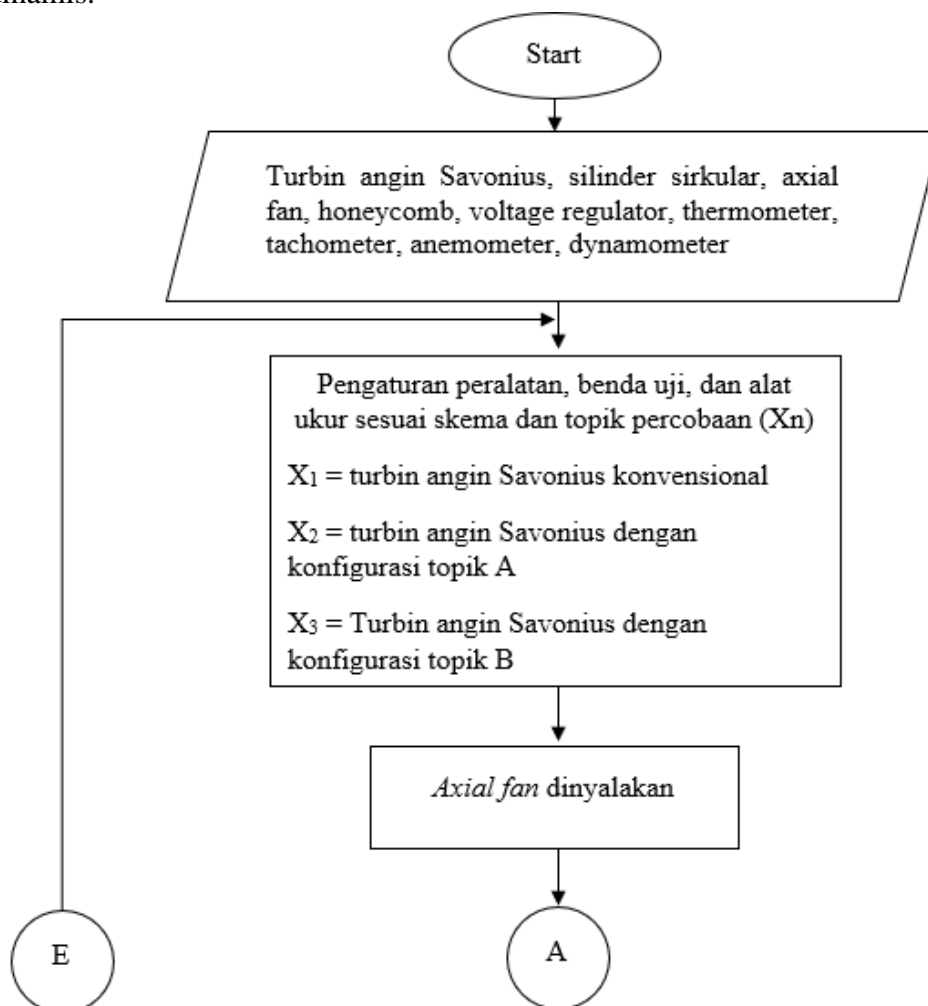 Start
Turbin angin Savonius, silinder sirkular, axial
fan, honeycomb, voltage regulator, thermometer,
tachometer, anemometer, dynamometer
Pengaturan peralatan, benda uji, dan alat
ukur sesuai skema dan topik percobaan (Xn)
X1 = turbin angin Savonius konvensional
X2 = turbin angin Savonius dengan
konfigurasi topik A
X3 = Turbin angin Savonius dengan
konfigurasi topik B
Axial fan dinyalakan
E
A